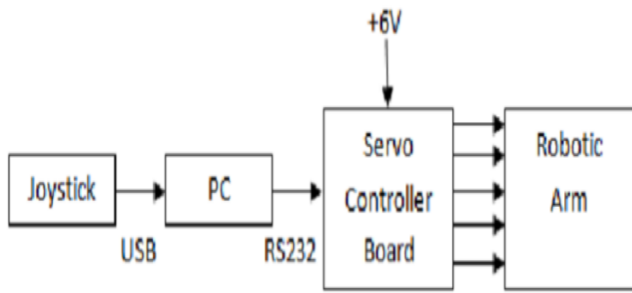 +6V
Joystick
USB
PC
RS232
Servo
Controller
Board
Robotic
Arm